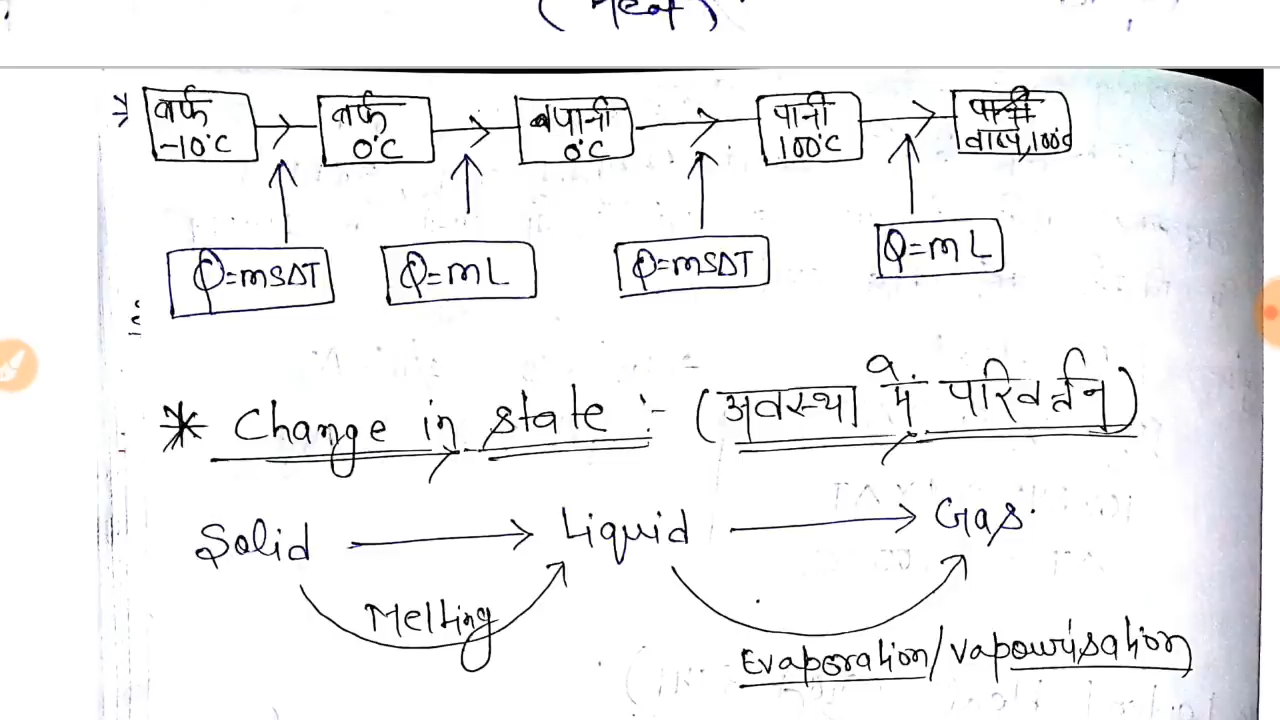 (Heat)
बर्फ -10°C → बर्फ 0°C → पानी 0°C → पानी 100°C → वाष्प, 100°C
Q=msΔT Q=mL Q=msΔT Q=mL
* Change in state :- (अवस्था में परिवर्तन)
Solid → Liquid → Gas.
Melting
Evaporation/vapourisation